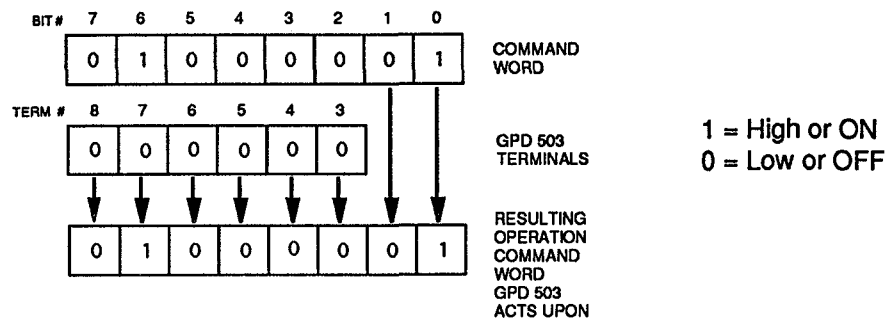 BIT # 7 6 5 4 3 2 1 0
0 1 0 0 0 0 0 1
COMMAND
WORD
TERM # 8 7 6 5 4 3
0 0 0 0 0 0
GPD 503
TERMINALS
1 = High or ON
0 = Low or OFF
0 1 0 0 0 0 0 1
RESULTING
OPERATION
COMMAND
WORD
GPD 503
ACTS UPON